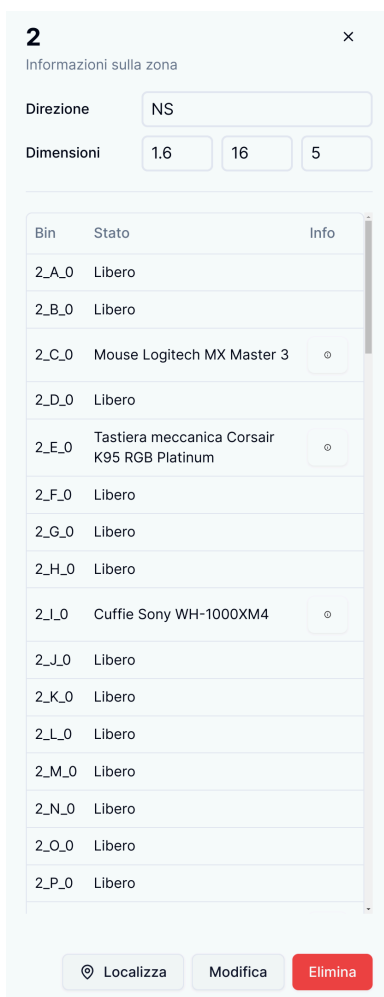 2
Informazioni sulla zona
Direzione NS
Dimensioni 1.6 16 5
Bin Stato Info
2_A_0 Libero
2_B_0 Libero
2_C_0 Mouse Logitech MX Master 3
2_D_0 Libero
2_E_0 Tastiera meccanica Corsair
K95 RGB Platinum
2_F_0 Libero
2_G_0 Libero
2_H_0 Libero
2_I_0 Cuffie Sony WH-1000XM4
2_J_0 Libero
2_K_0 Libero
2_L_0 Libero
2_M_0 Libero
2_N_0 Libero
2_O_0 Libero
2_P_0 Libero
Localizza Modifica Elimina